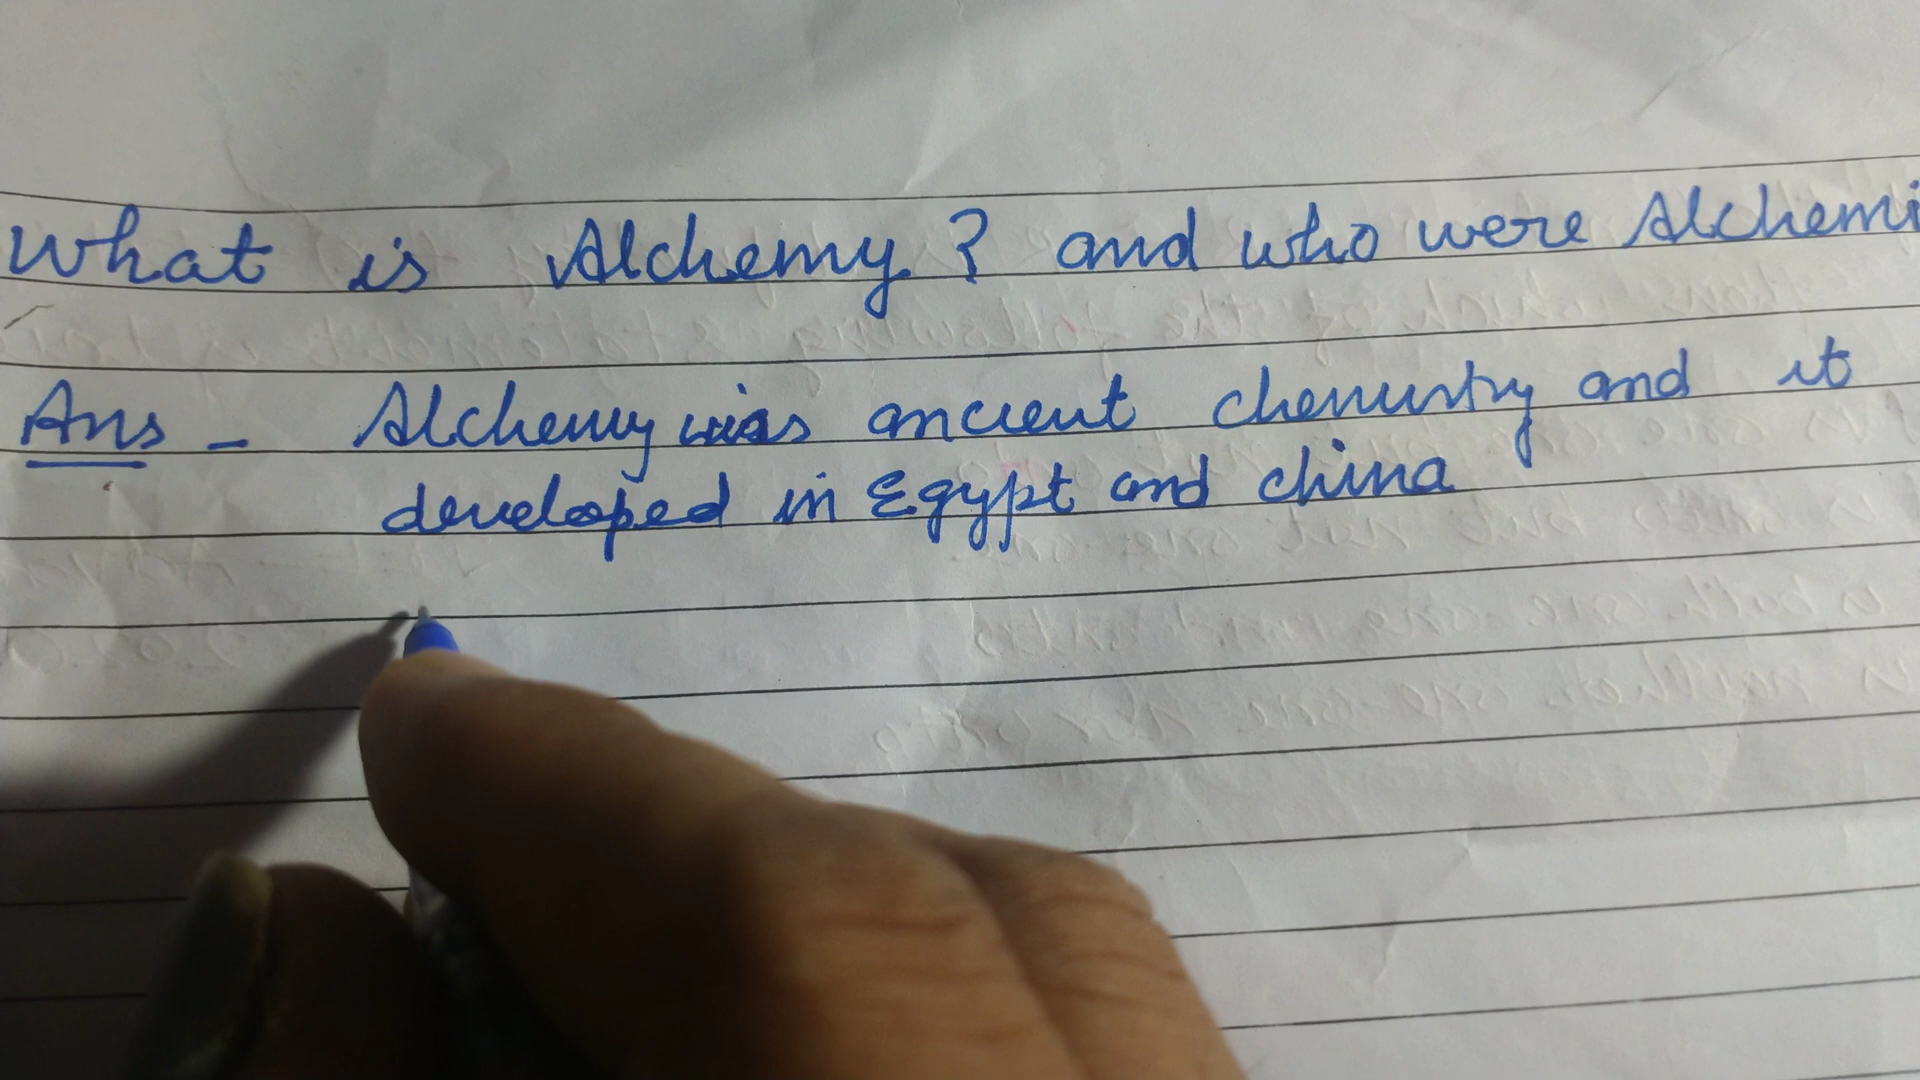 What is Alchemy? and who were Alchemi
Ans - Alchemy was ancient chemistry and it
developed in Egypt and china